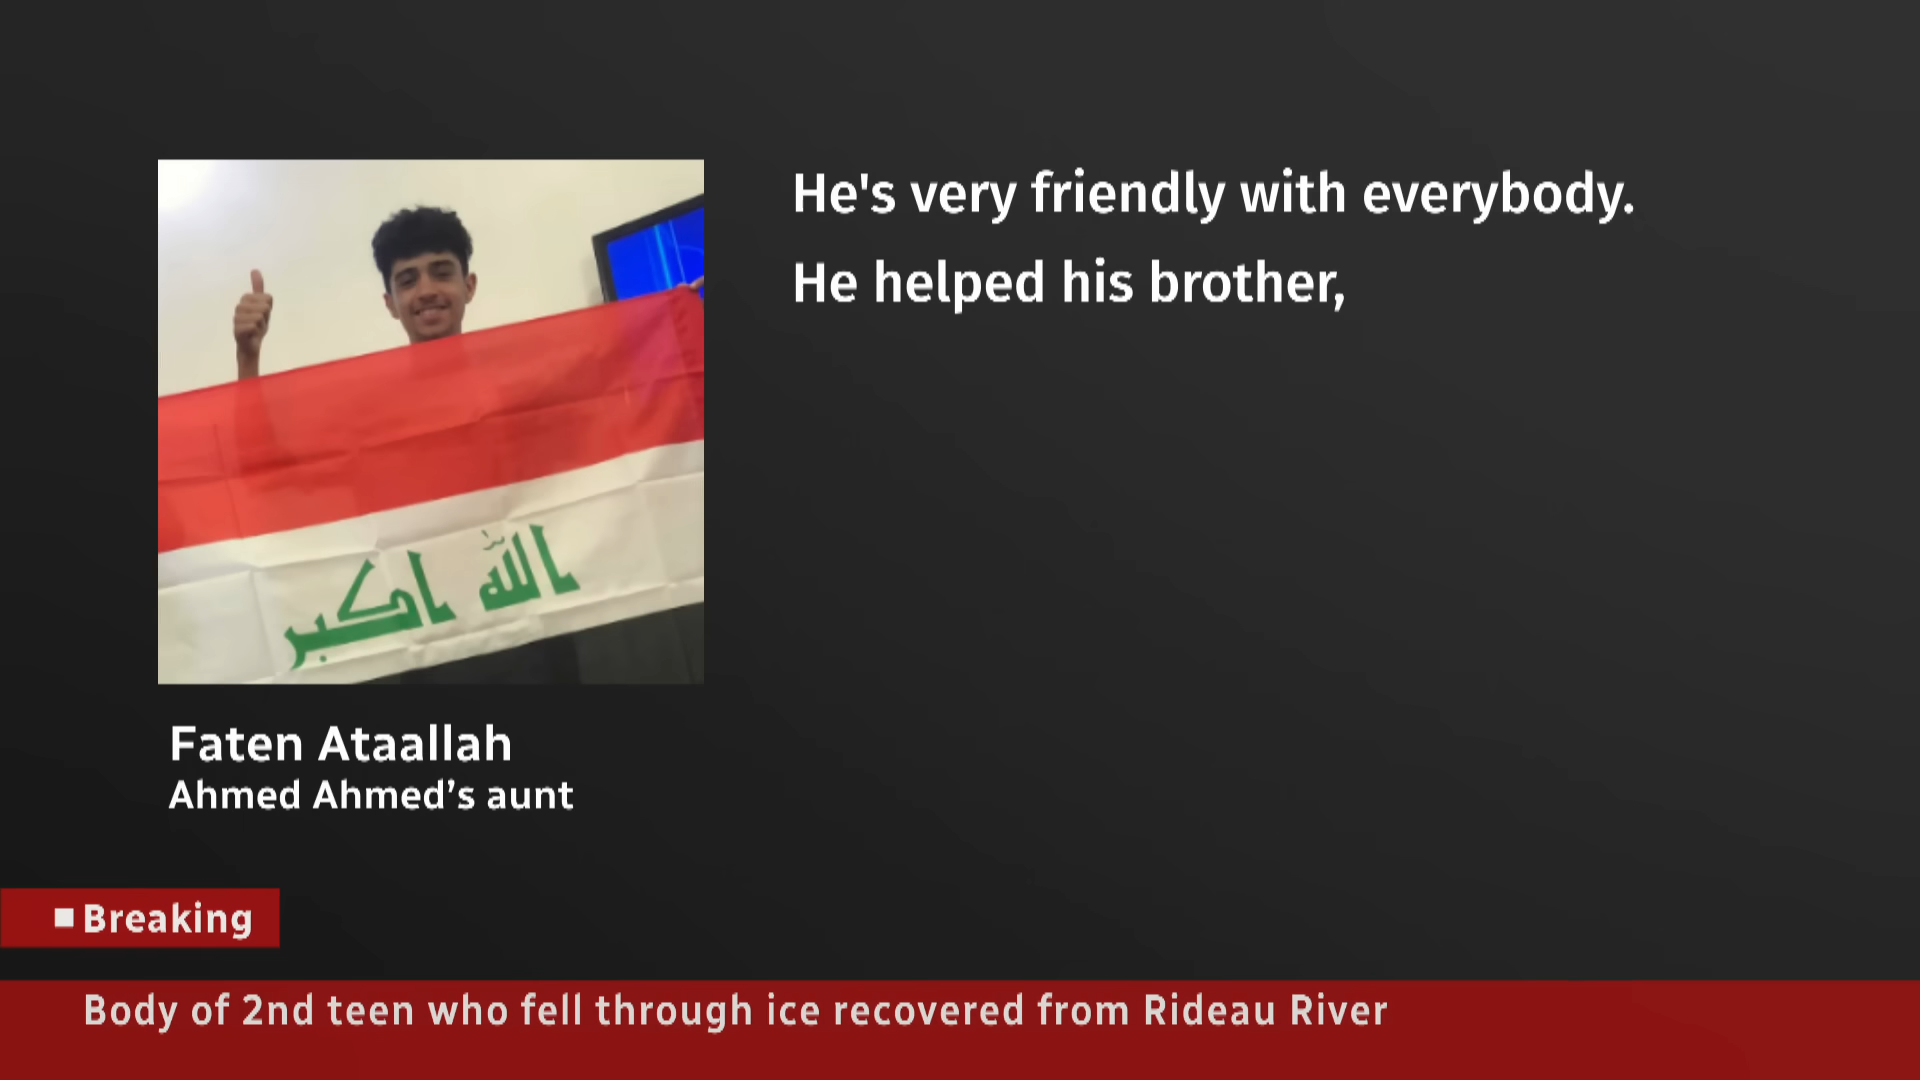 He's very friendly with everybody.
He helped his brother,
الله اكبر
Faten Ataallah
Ahmed Ahmed’s aunt
Breaking
Body of 2nd teen who fell through ice recovered from Rideau River